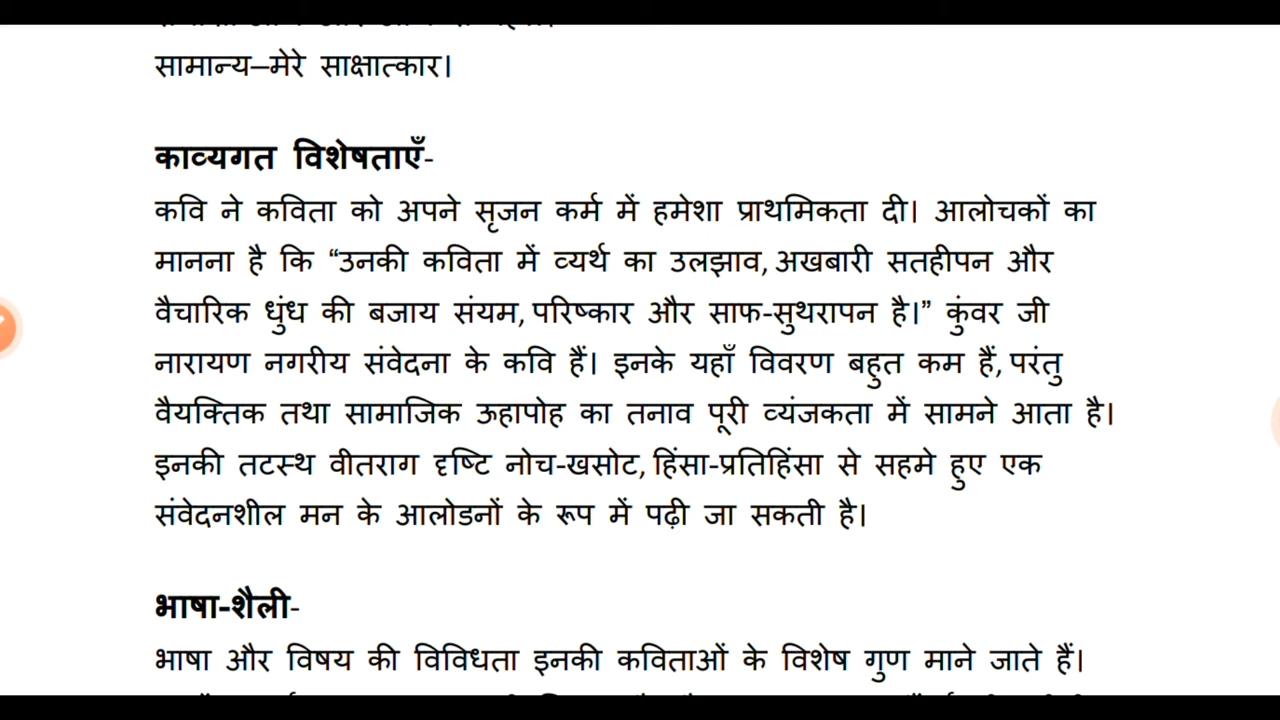 सामान्य–मेरे साक्षात्कार।
काव्यगत विशेषताएँ-
कवि ने कविता को अपने सृजन कर्म में हमेशा प्राथमिकता दी। आलोचकों का
मानना है कि “उनकी कविता में व्यर्थ का उलझाव, अखबारी सतहीपन और
वैचारिक धुंध की बजाय संयम, परिष्कार और साफ-सुथरापन है।” कुंवर जी
नारायण नगरीय संवेदना के कवि हैं। इनके यहाँ विवरण बहुत कम हैं, परंतु
वैयक्तिक तथा सामाजिक ऊहापोह का तनाव पूरी व्यंजकता में सामने आता है।
इनकी तटस्थ वीतराग दृष्टि नोच-खसोट, हिंसा-प्रतिहिंसा से सहमे हुए एक
संवेदनशील मन के आलोडनों के रूप में पढ़ी जा सकती है।
भाषा-शैली-
भाषा और विषय की विविधता इनकी कविताओं के विशेष गुण माने जाते हैं।